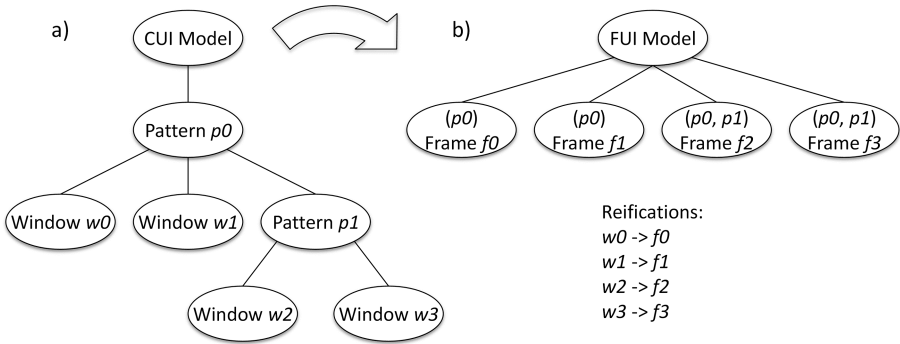 a)
CUI Model
Pattern p0
Window w0
Window w1
Pattern p1
Window w2
Window w3
b)
FUI Model
(p0)
Frame f0
(p0)
Frame f1
(p0, p1)
Frame f2
(p0, p1)
Frame f3
Reifications:
w0 -> f0
w1 -> f1
w2 -> f2
w3 -> f3